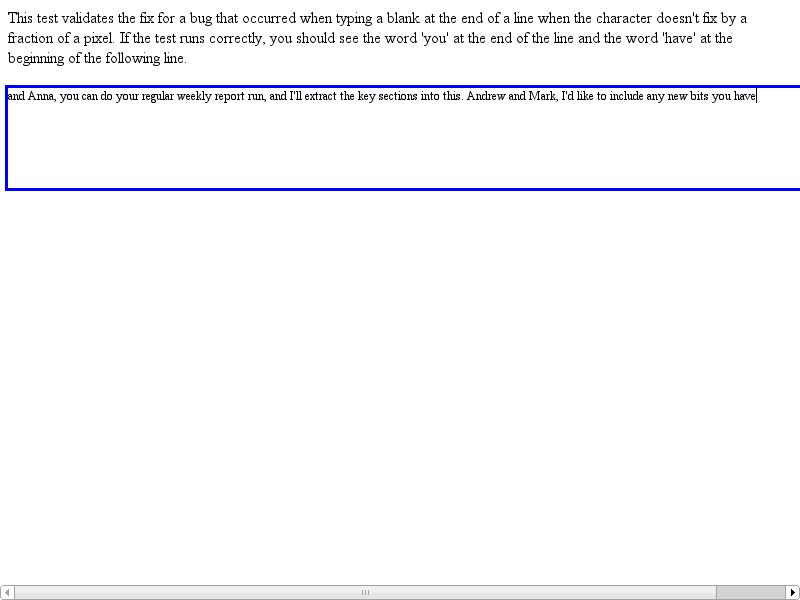 This test validates the fix for a bug that occurred when typing a blank at the end of a line when the character doesn't fix by a
fraction of a pixel. If the test runs correctly, you should see the word 'you' at the end of the line and the word 'have' at the
beginning of the following line.
and Anna, you can do your regular weekly report run, and I'll extract the key sections into this. Andrew and Mark, I'd like to include any new bits you have